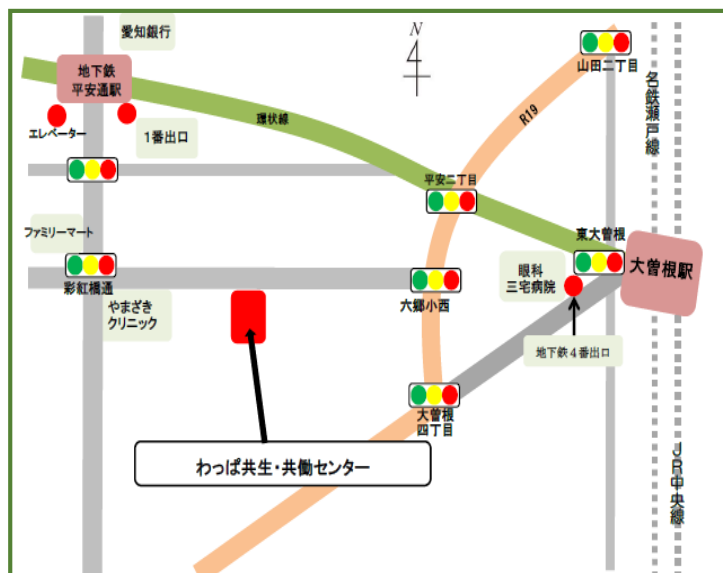 愛知銀行
N
地下鉄
平安通駅
山田二丁目
エレベーター
1番出口
環状線
R19
名鉄瀬戸線
平安二丁目
ファミリーマート
彩紅橋通
東大曽根
大曽根駅
眼科
三宅病院
六郷小西
やまざき
クリニック
地下鉄4番出口
大曽根
四丁目
わっぱ共生・共働センター
JR中央線